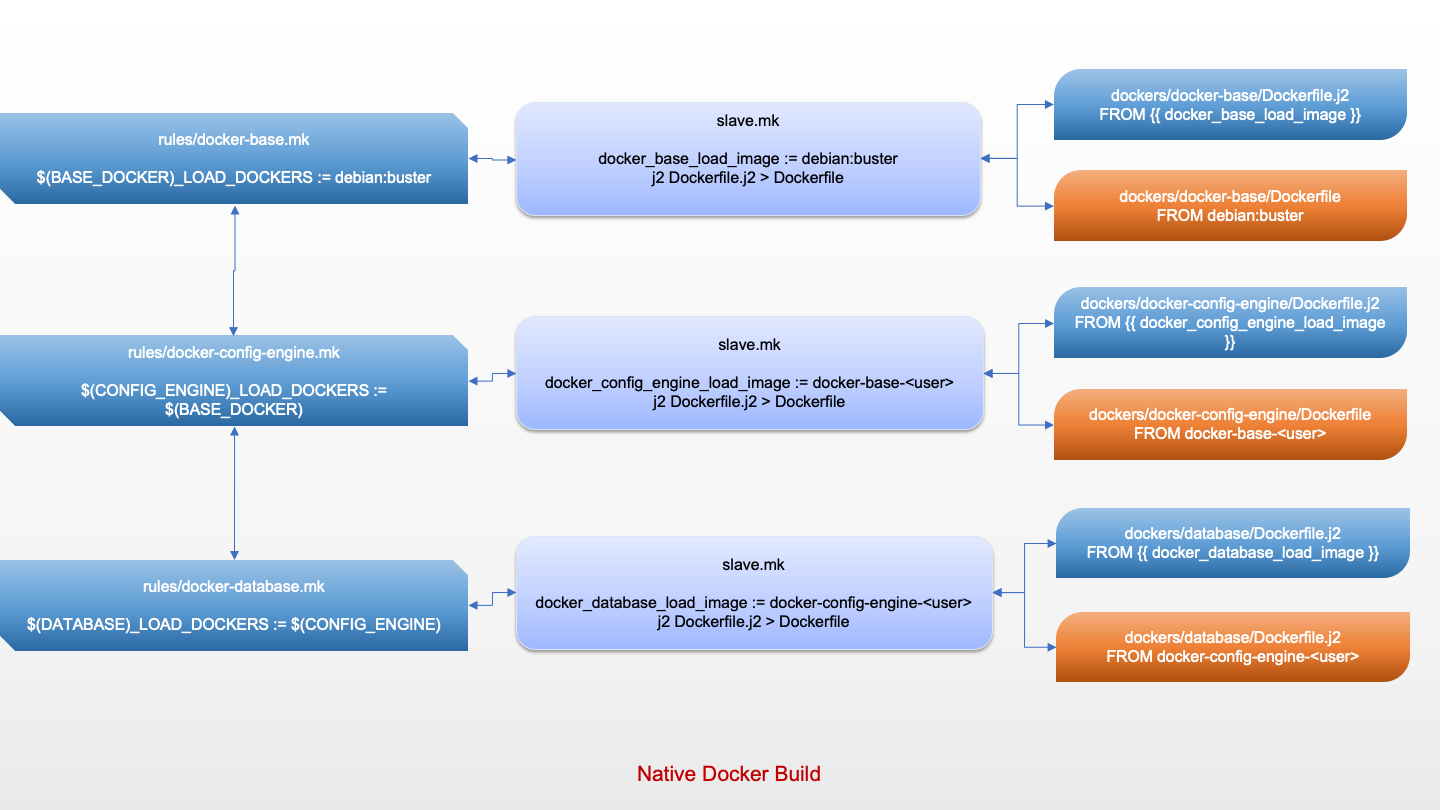 rules/docker-base.mk
$(BASE_DOCKER)_LOAD_DOCKERS := debian:buster
slave.mk
docker_base_load_image := debian:buster
j2 Dockerfile.j2 > Dockerfile
dockers/docker-base/Dockerfile.j2
FROM {{ docker_base_load_image }}
dockers/docker-base/Dockerfile
FROM debian:buster
rules/docker-config-engine.mk
$(CONFIG_ENGINE)_LOAD_DOCKERS :=
$(BASE_DOCKER)
slave.mk
docker_config_engine_load_image := docker-base-<user>
j2 Dockerfile.j2 > Dockerfile
dockers/docker-config-engine/Dockerfile.j2
FROM {{ docker_config_engine_load_image
}}
dockers/docker-config-engine/Dockerfile
FROM docker-base-<user>
rules/docker-database.mk
$(DATABASE)_LOAD_DOCKERS := $(CONFIG_ENGINE)
slave.mk
docker_database_load_image := docker-config-engine-<user>
j2 Dockerfile.j2 > Dockerfile
dockers/database/Dockerfile.j2
FROM {{ docker_database_load_image }}
dockers/database/Dockerfile.j2
FROM docker-config-engine-<user>
Native Docker Build